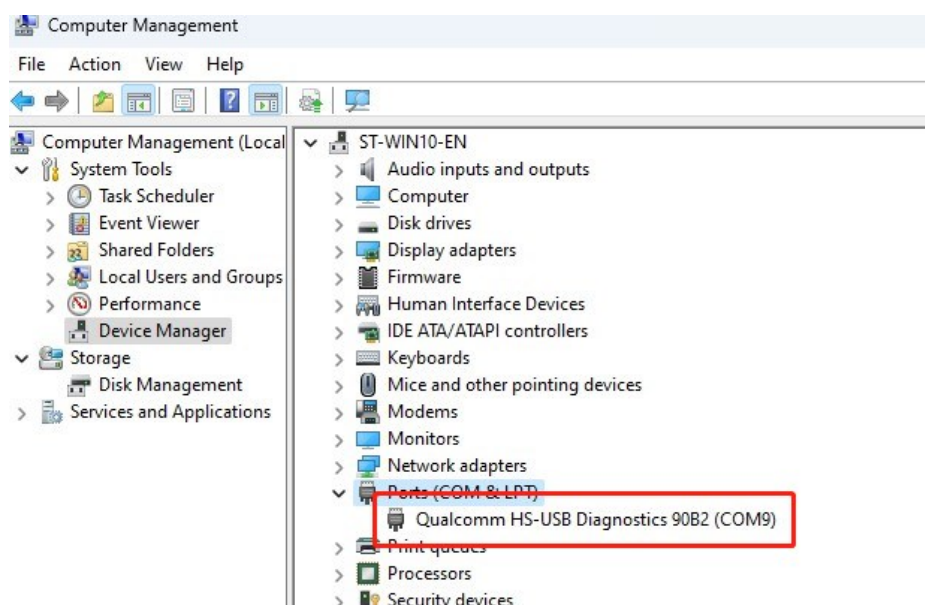 Computer Management
File Action View Help
Computer Management (Local
System Tools
Task Scheduler
Event Viewer
Shared Folders
Local Users and Groups
Performance
Device Manager
Storage
Disk Management
Services and Applications
ST-WIN10-EN
Audio inputs and outputs
Computer
Disk drives
Display adapters
Firmware
Human Interface Devices
IDE ATA/ATAPI controllers
Keyboards
Mice and other pointing devices
Modems
Monitors
Network adapters
Ports (COM & LPT)
Qualcomm HS-USB Diagnostics 90B2 (COM9)
Print queues
Processors
Security devices